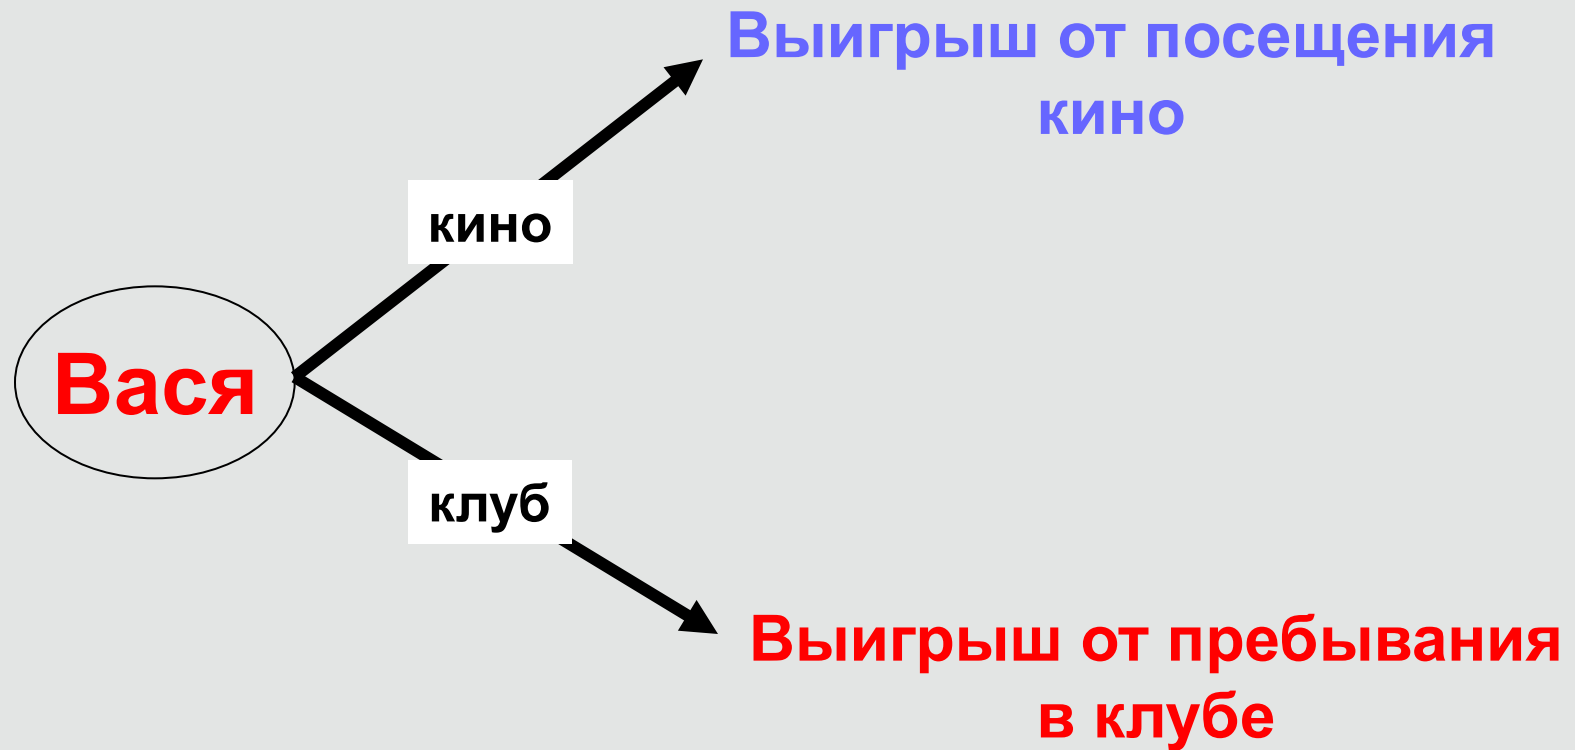 Выигрыш от посещения
кино
кино
Вася
клуб
Выигрыш от пребывания
в клубе